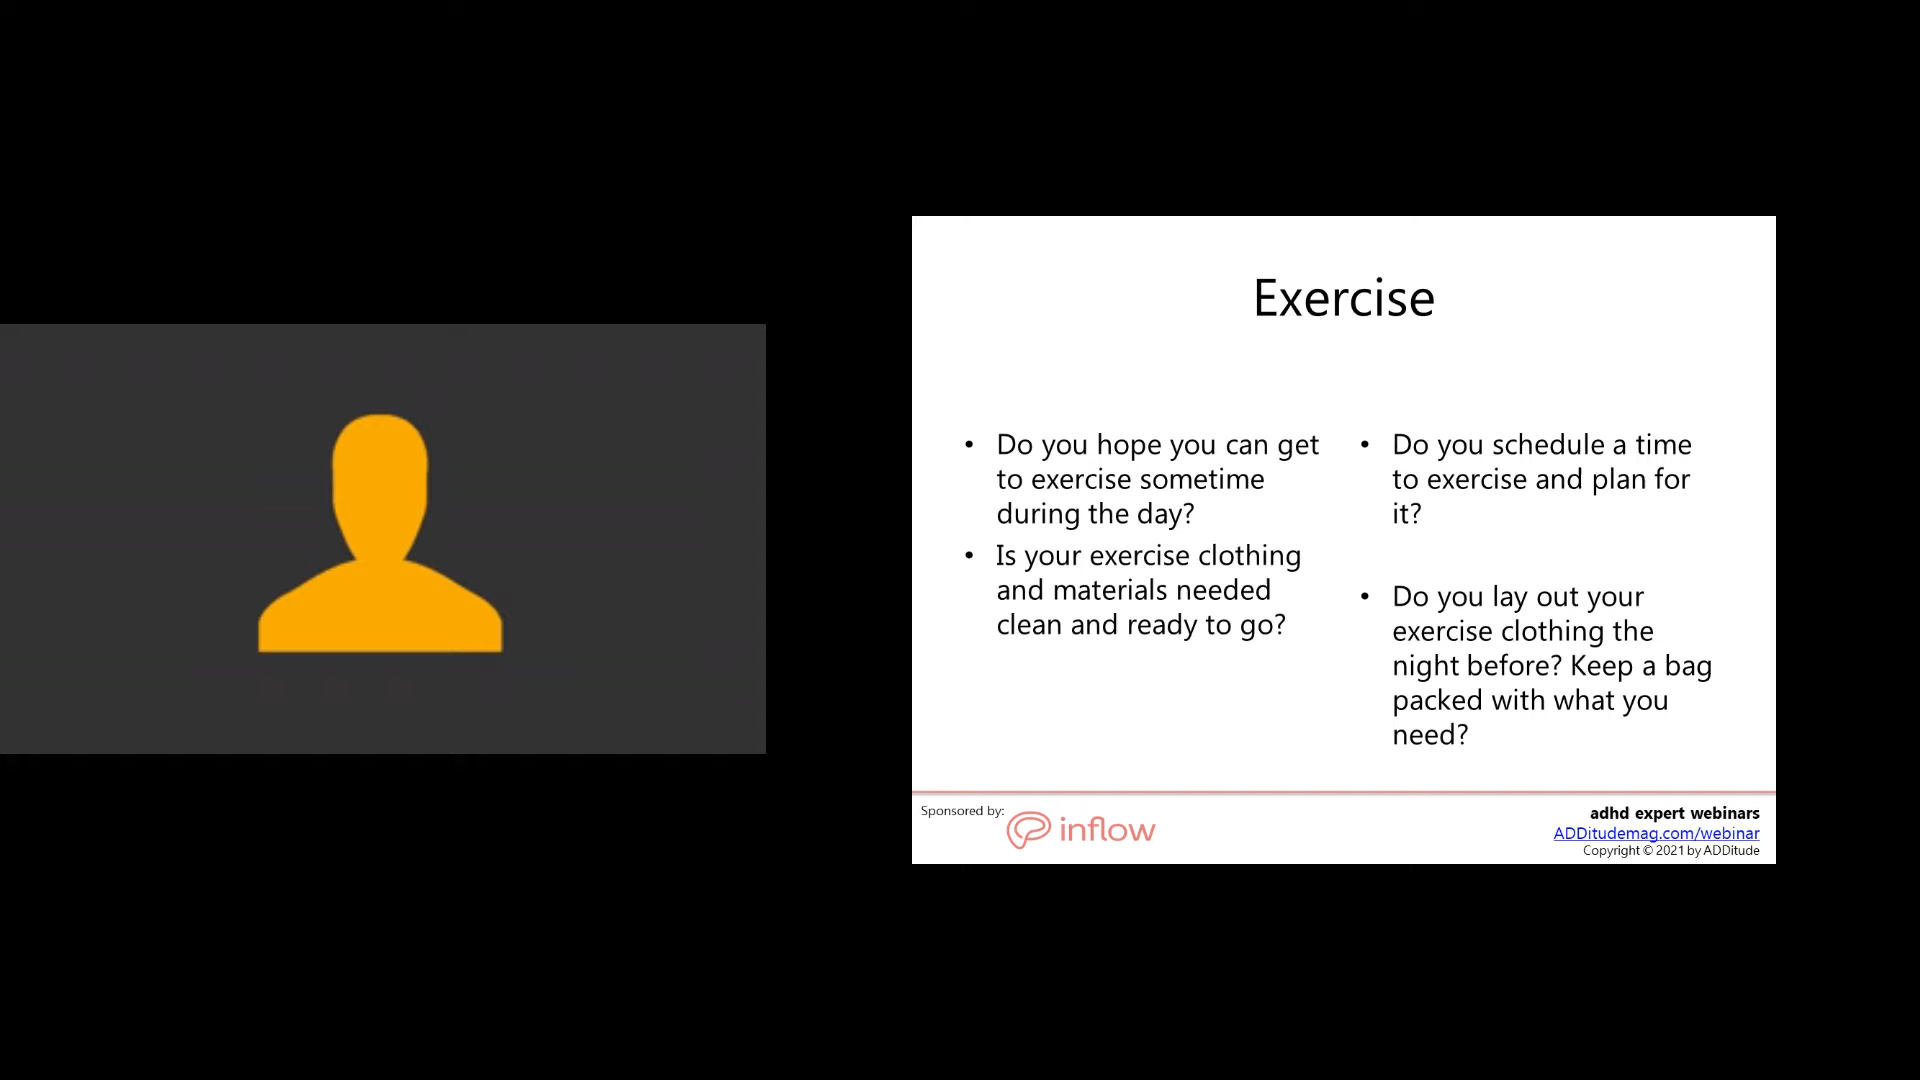 Exercise
• Do you hope you can get
to exercise sometime
during the day?
• Is your exercise clothing
and materials needed
clean and ready to go?
• Do you schedule a time
to exercise and plan for
it?
• Do you lay out your
exercise clothing the
night before? Keep a bag
packed with what you
need?
Sponsored by:
inflow
adhd expert webinars
ADDitudemag.com/webinar
Copyright © 2021 by ADDitude